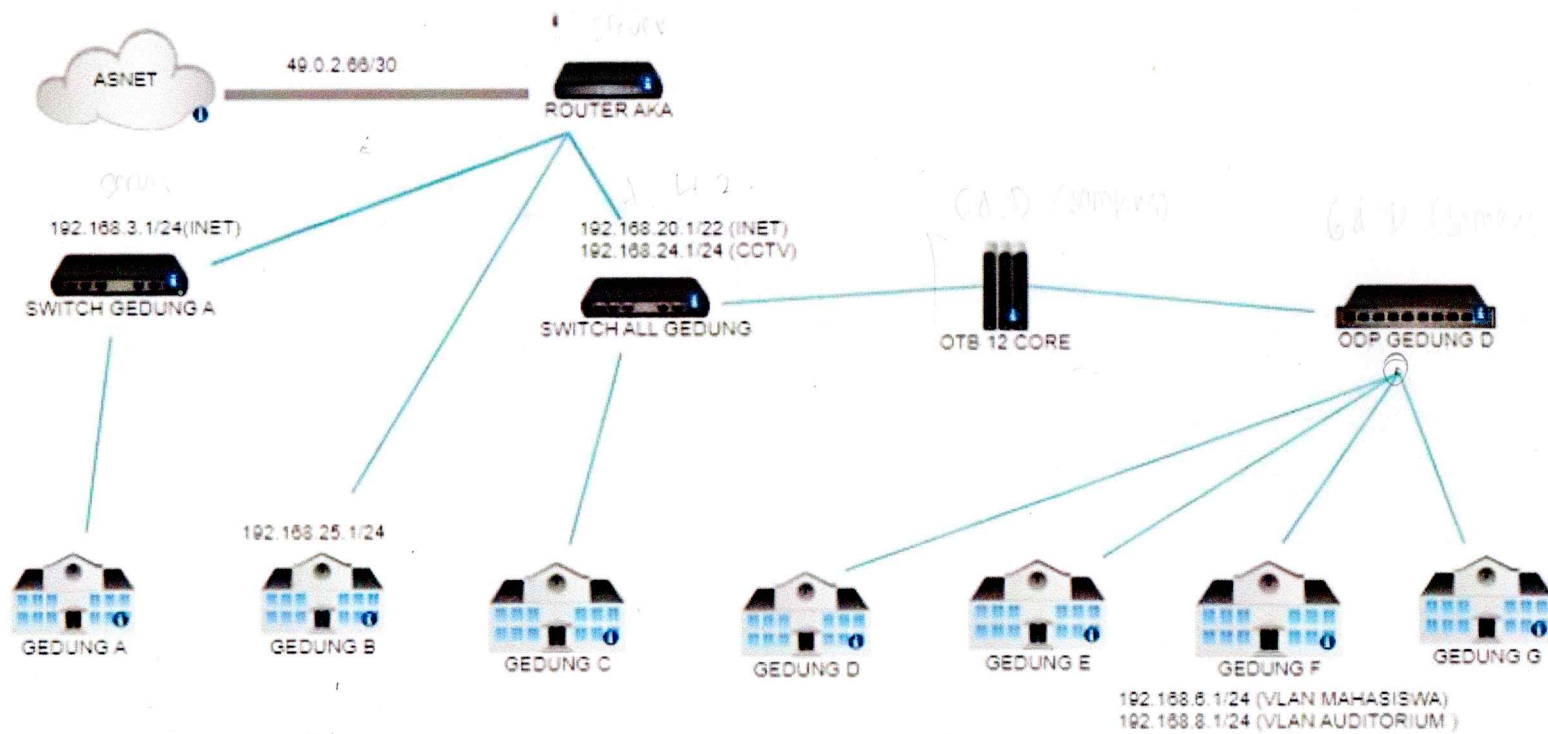 ASNET
49.0.2.66/30
ROUTER AKA
192.168.3.1/24(INET)
SWITCH GEDUNG A
192.168.20.1/22 (INET)
192.168.24.1/24 (CCTV)
SWITCH ALL GEDUNG
OTB 12 CORE
ODP GEDUNG D
192.168.25.1/24
GEDUNG A
GEDUNG B
GEDUNG C
GEDUNG D
GEDUNG E
GEDUNG F
GEDUNG G
192.168.6.1/24 (VLAN MAHASISWA)
192.168.8.1/24 (VLAN AUDITORIUM )